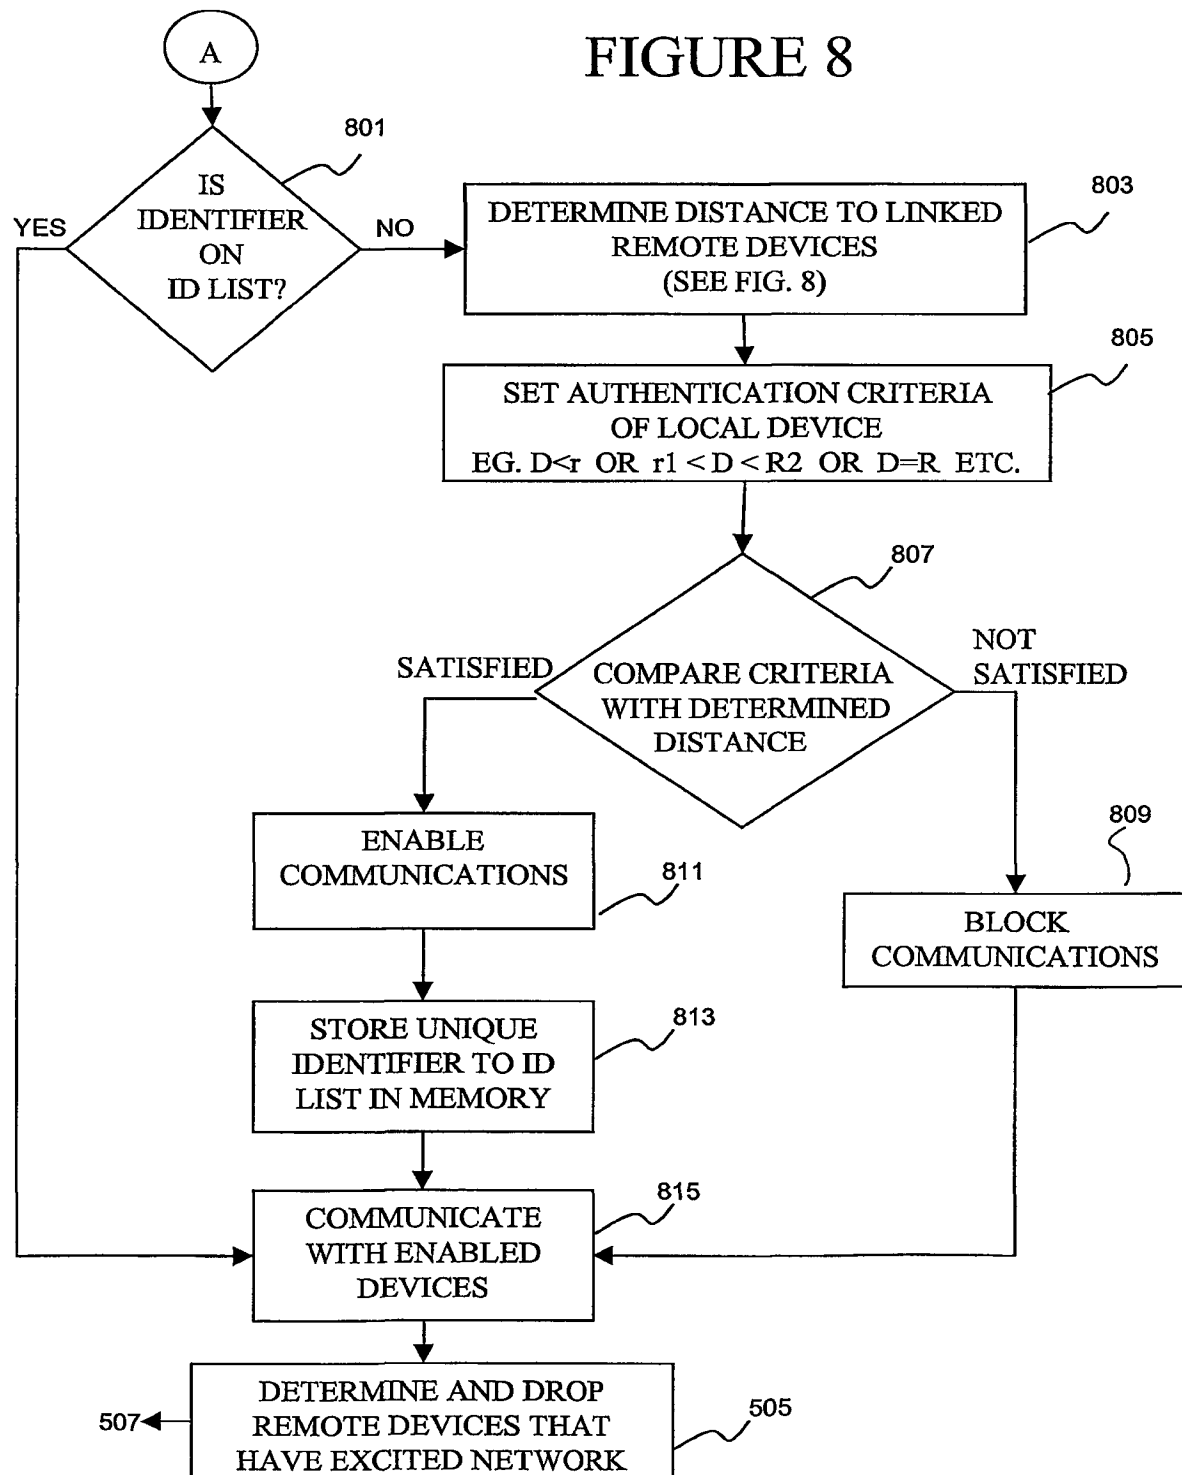 FIGURE 8
A
801
IS
IDENTIFIER
ON
ID LIST?
YES
NO
803
DETERMINE DISTANCE TO LINKED
REMOTE DEVICES
(SEE FIG. 8)
805
SET AUTHENTICATION CRITERIA
OF LOCAL DEVICE
EG. D<r OR r1 < D < R2 OR D=R ETC.
807
COMPARE CRITERIA
WITH DETERMINED
DISTANCE
SATISFIED
NOT
SATISFIED
ENABLE
COMMUNICATIONS
811
809
BLOCK
COMMUNICATIONS
STORE UNIQUE
IDENTIFIER TO ID
LIST IN MEMORY
813
COMMUNICATE
WITH ENABLED
DEVICES
815
DETERMINE AND DROP
REMOTE DEVICES THAT
HAVE EXCITED NETWORK
505
507